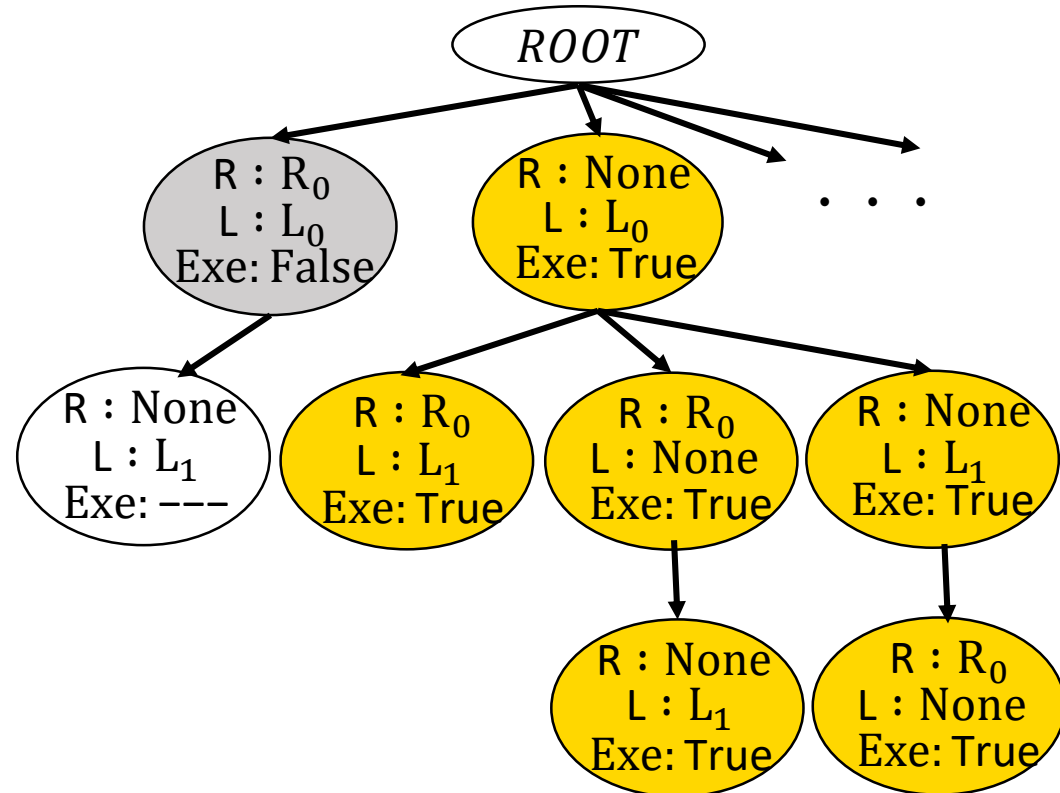 ROOT
R : R₀
L : L₀
Exe: False
R : None
L : L₀
Exe: True
. . .
R : None
L : L₁
Exe: −−−
R : R₀
L : L₁
Exe: True
R : R₀
L : None
Exe: True
R : None
L : L₁
Exe: True
R : None
L : L₁
Exe: True
R : R₀
L : None
Exe: True